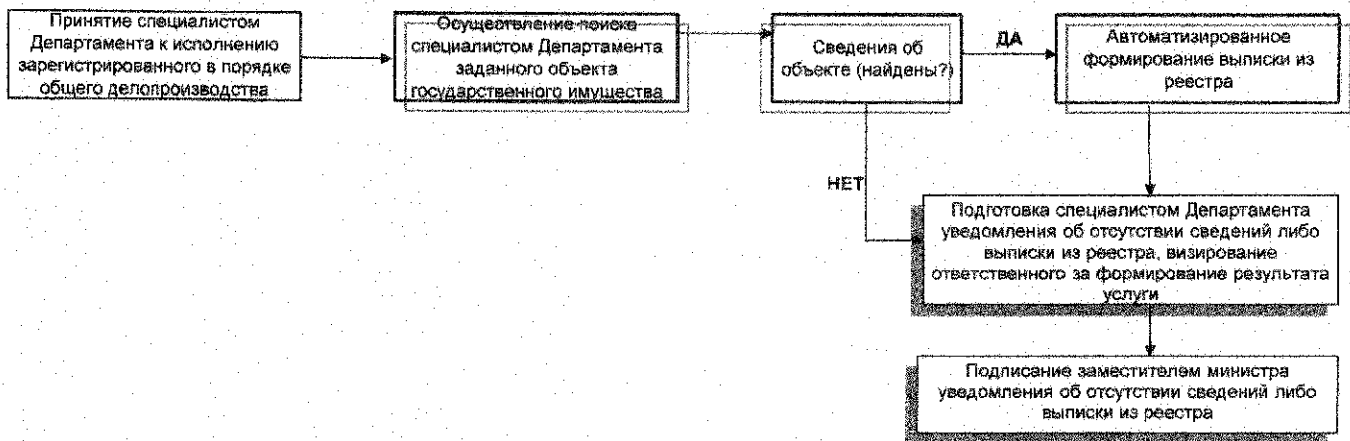 Принятие специалистом
Департамента к исполнению
зарегистрированного в порядке
общего делопроизводства
Осуществление поиска
специалистом Департамента
заданного объекта
государственного имущества
Сведения об
объекте (найдены?)
ДА
Автоматизированное
формирование выписки из
реестра
НЕТ
Подготовка специалистом Департамента
уведомления об отсутствии сведений либо
выписки из реестра, визирование
ответственного за формирование результата
услуги
Подписание заместителем министра
уведомления об отсутствии сведений либо
выписки из реестра